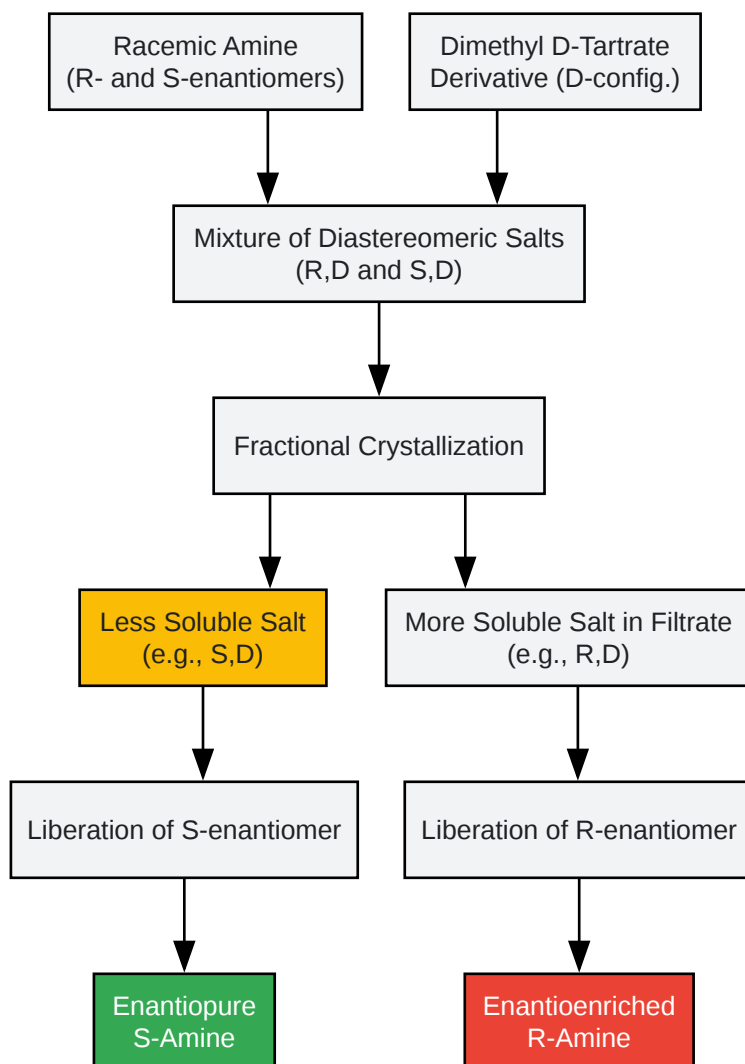 Racemic Amine
(R- and S-enantiomers)
Dimethyl D-Tartrate
Derivative (D-config.)
Mixture of Diastereomeric Salts
(R,D and S,D)
Fractional Crystallization
Less Soluble Salt
(e.g., S,D)
More Soluble Salt in Filtrate
(e.g., R,D)
Liberation of S-enantiomer
Liberation of R-enantiomer
Enantiopure
S-Amine
Enantioenriched
R-Amine